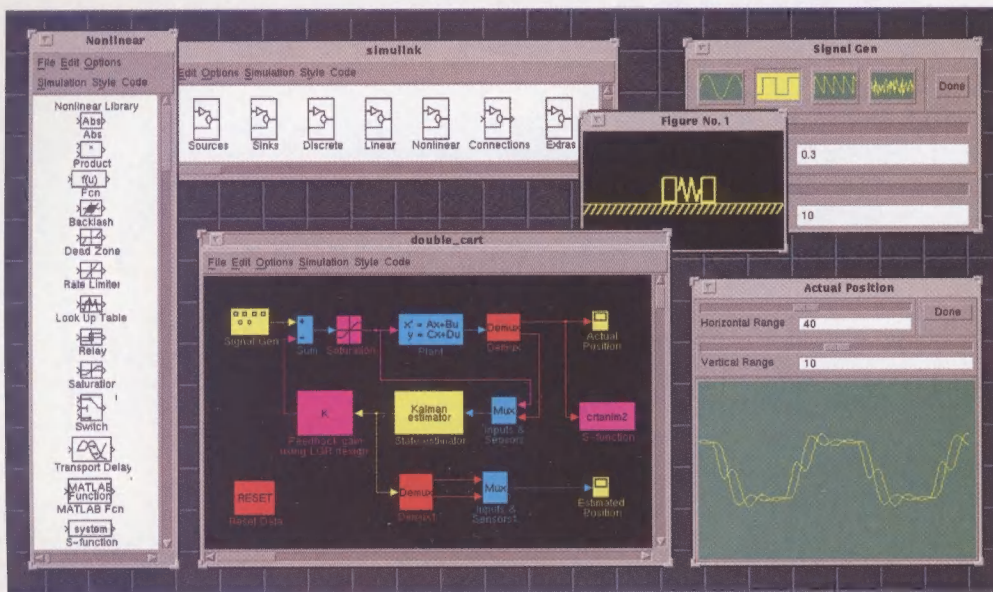 Nonlinear
File Edit Options
Simulation Style Code
Nonlinear Library
Abs
Abs
*
Product
f(u)
Fcn
Backlash
Dead Zone
Rate Limiter
Look Up Table
Relay
Saturation
Switch
Transport Delay
MATLAB
Function
MATLAB Fcn
system
S-function
simulink
Edit Options Simulation Style Code
Sources
Sinks
Discrete
Linear
Nonlinear
Connections
Extras
Signal Gen
Done
0.3
10
Figure No. 1
double_cart
File Edit Options Simulation Style Code
Signal Gen
+
-
Sum
Saturation
x' = Ax+Bu
y = Cx+Du
Plant
Demux
Demux
Actual
Position
K
Feedback gain
using LQR design
Kalman
estimator
State estimator
Mux
Inputs &
Sensors
crtanim2
S-function
RESET
Reset Data
Demux
Demux1
Mux
Inputs &
Sensors1
Estimated
Position
Actual Position
Horizontal Range
40
Done
Vertical Range
10